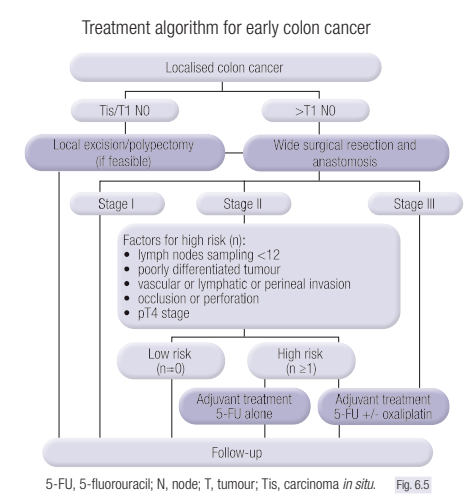 Treatment algorithm for early colon cancer
Localised colon cancer
Tis/T1 N0
>T1 N0
Local excision/polypectomy
(if feasible)
Wide surgical resection and
anastomosis
Stage I
Stage II
Stage III
Factors for high risk (n):
• lymph nodes sampling <12
• poorly differentiated tumour
• vascular or lymphatic or perineal invasion
• occlusion or perforation
• pT4 stage
Low risk
(n=0)
High risk
(n ≥1)
Adjuvant treatment
5-FU alone
Adjuvant treatment
5-FU +/- oxaliplatin
Follow-up
5-FU, 5-fluorouracil; N, node; T, tumour; Tis, carcinoma in situ.
Fig. 6.5